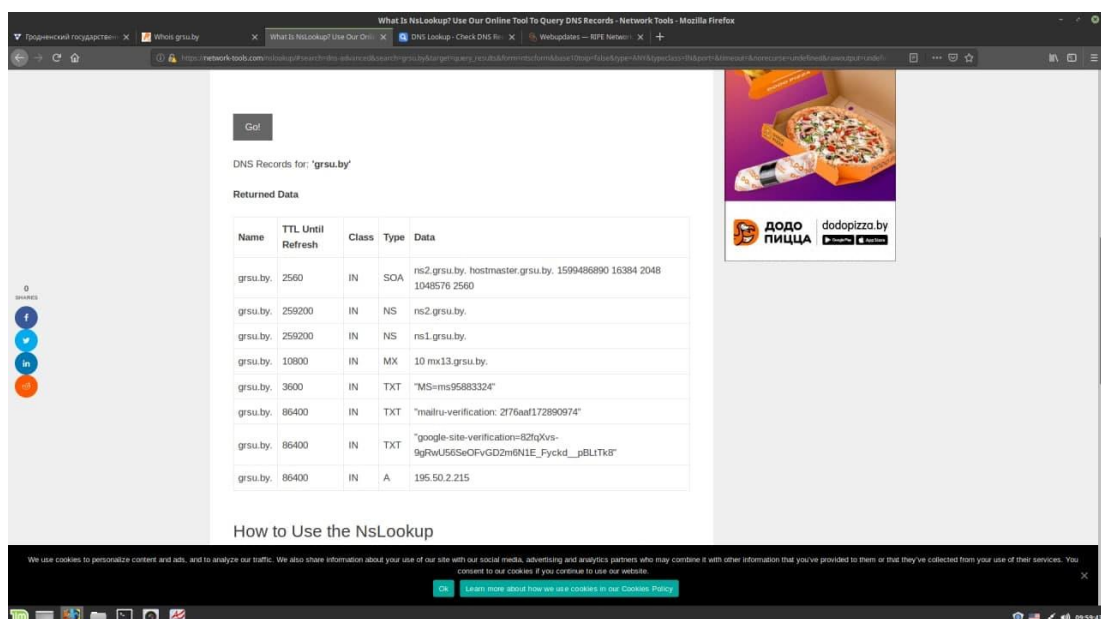 What Is NsLookup? Use Our Online Tool To Query DNS Records - Network Tools - Mozilla Firefox
Гродненский государствен
Whois grsu.by
What Is NsLookup? Use Our Onli
DNS Lookup - Check DNS Re
Webupdates — RIPE Networ
Go!
DNS Records for: 'grsu.by'
Returned Data
Name TTL Until Refresh Class Type Data
grsu.by. 2560 IN SOA ns2.grsu.by. hostmaster.grsu.by. 1599486890 16384 2048
1048576 2560
grsu.by. 259200 IN NS ns2.grsu.by.
grsu.by. 259200 IN NS ns1.grsu.by.
grsu.by. 10800 IN MX 10 mx13.grsu.by.
grsu.by. 3600 IN TXT "MS=ms95883324"
grsu.by. 86400 IN TXT "mailru-verification: 2f76aaf172890974"
grsu.by. 86400 IN TXT "google-site-verification=82fqXvs-
9gRwU56SeOFvGD2m6N1E_Fyckd__pBLtTk8"
grsu.by. 86400 IN A 195.50.2.215
How to Use the NsLookup
0
SHARES
додо
пицца
dodopizza.by
Google Play
App Store
We use cookies to personalize content and ads, and to analyze our traffic. We also share information about your use of our site with our social media, advertising and analytics partners who may combine it with other information that you've provided to them or that they've collected from your use of their services. You
consent to our cookies if you continue to use our website.
Ok
Learn more about how we use cookies in our Cookies Policy